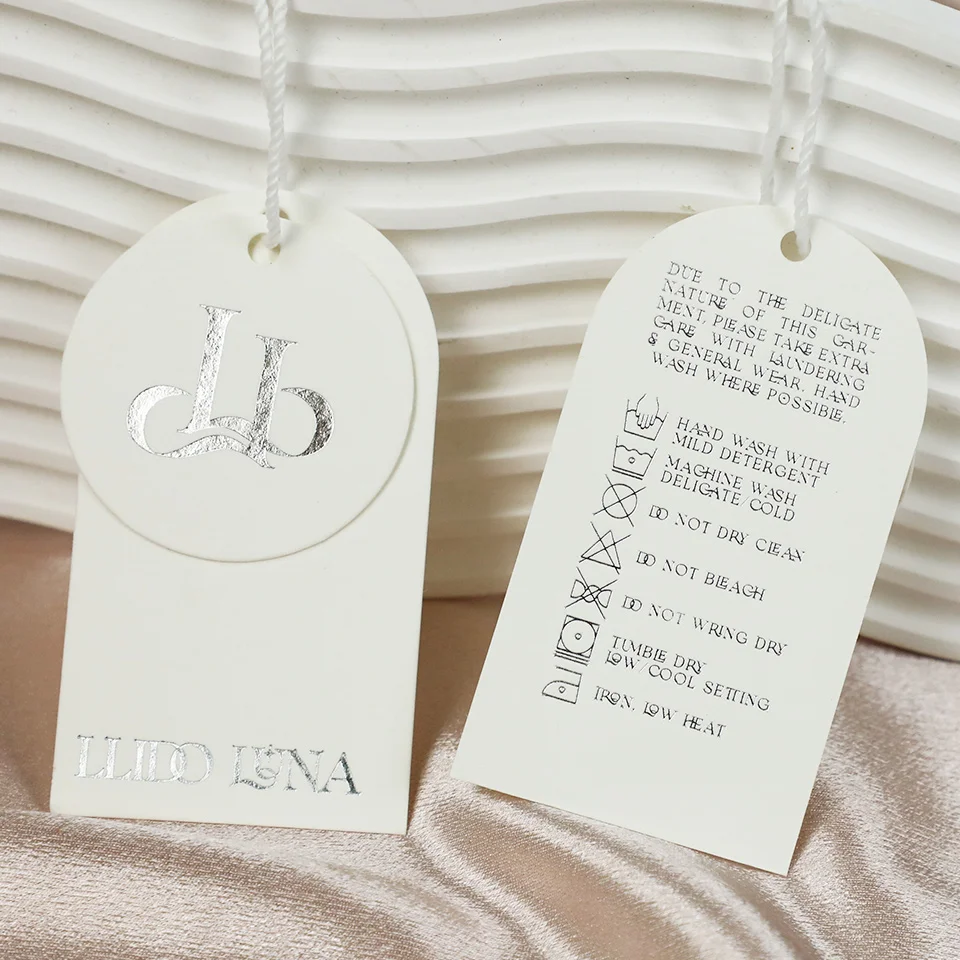 LLIDO LUNA
DUE TO THE DELICATE
NATURE OF THIS GAR-
MENT, PLEASE TAKE EXTRA
CARE WITH LAUNDERING
& GENERAL WEAR. HAND
WASH WHERE POSSIBLE.
HAND WASH WITH
MILD DETERGENT
MACHINE WASH
DELICATE/COLD
DO NOT DRY CLEAN
DO NOT BLEACH
DO NOT WRING DRY
TUMBLE DRY
LOW/COOL SETTING
IRON, LOW HEAT